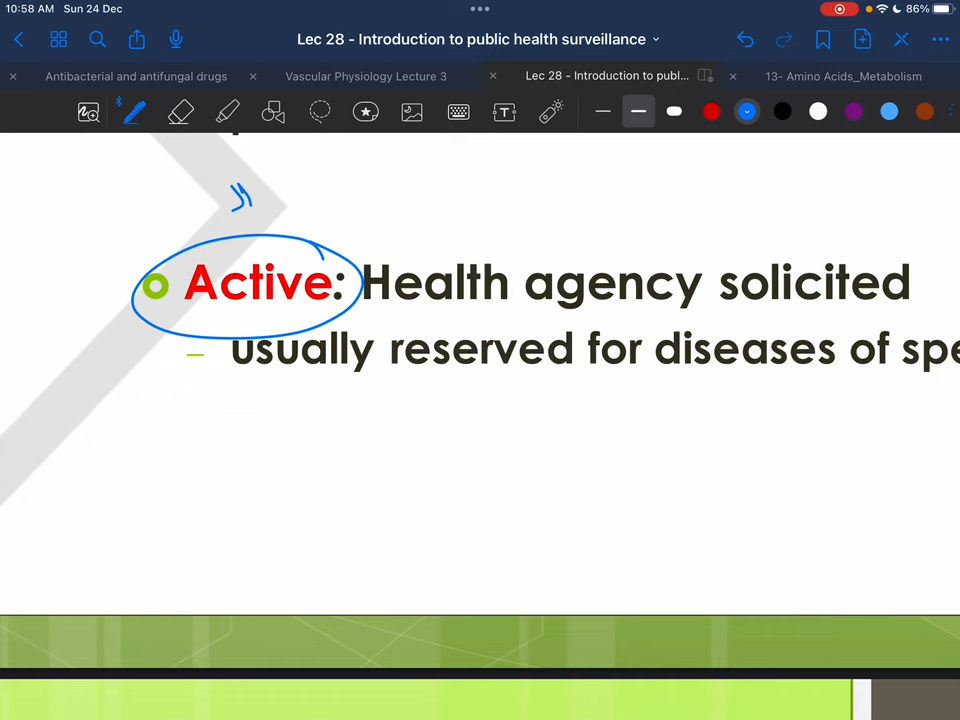 10:58 AM Sun 24 Dec 86%
Lec 28 - Introduction to public health surveillance
Antibacterial and antifungal drugs Vascular Physiology Lecture 3 Lec 28 - Introduction to publ... 13- Amino Acids_Metabolism
Active: Health agency solicited
– usually reserved for diseases of spe